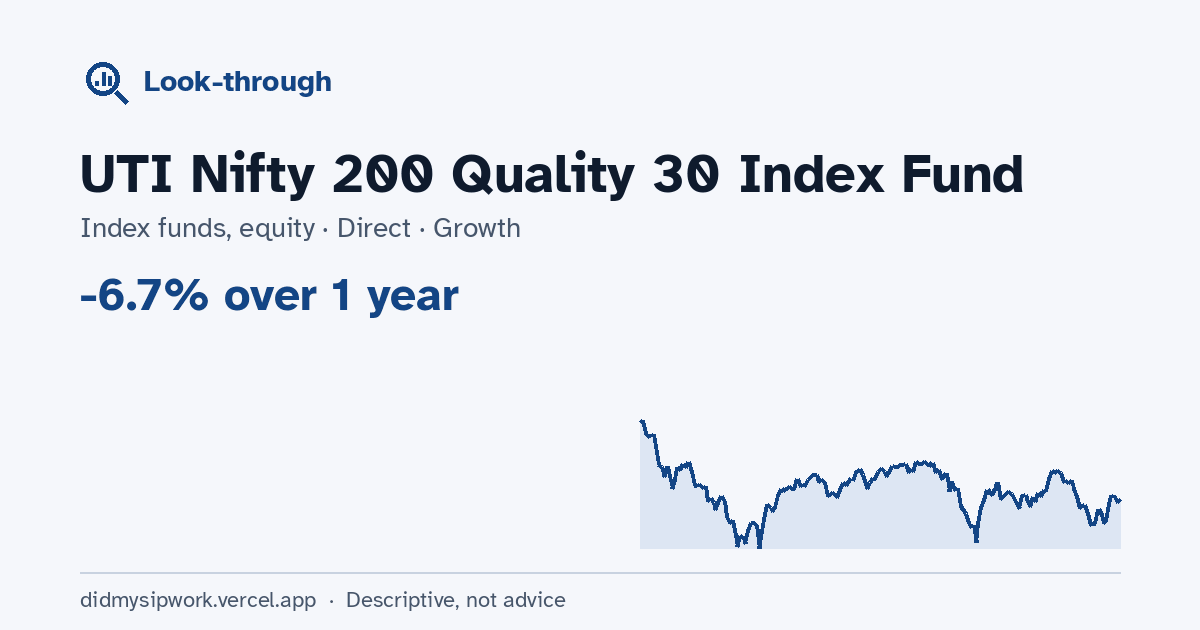 Look-through
UTI Nifty 200 Quality 30 Index Fund
Index funds, equity · Direct · Growth
-6.7% over 1 year
didmysipwork.vercel.app · Descriptive, not advice